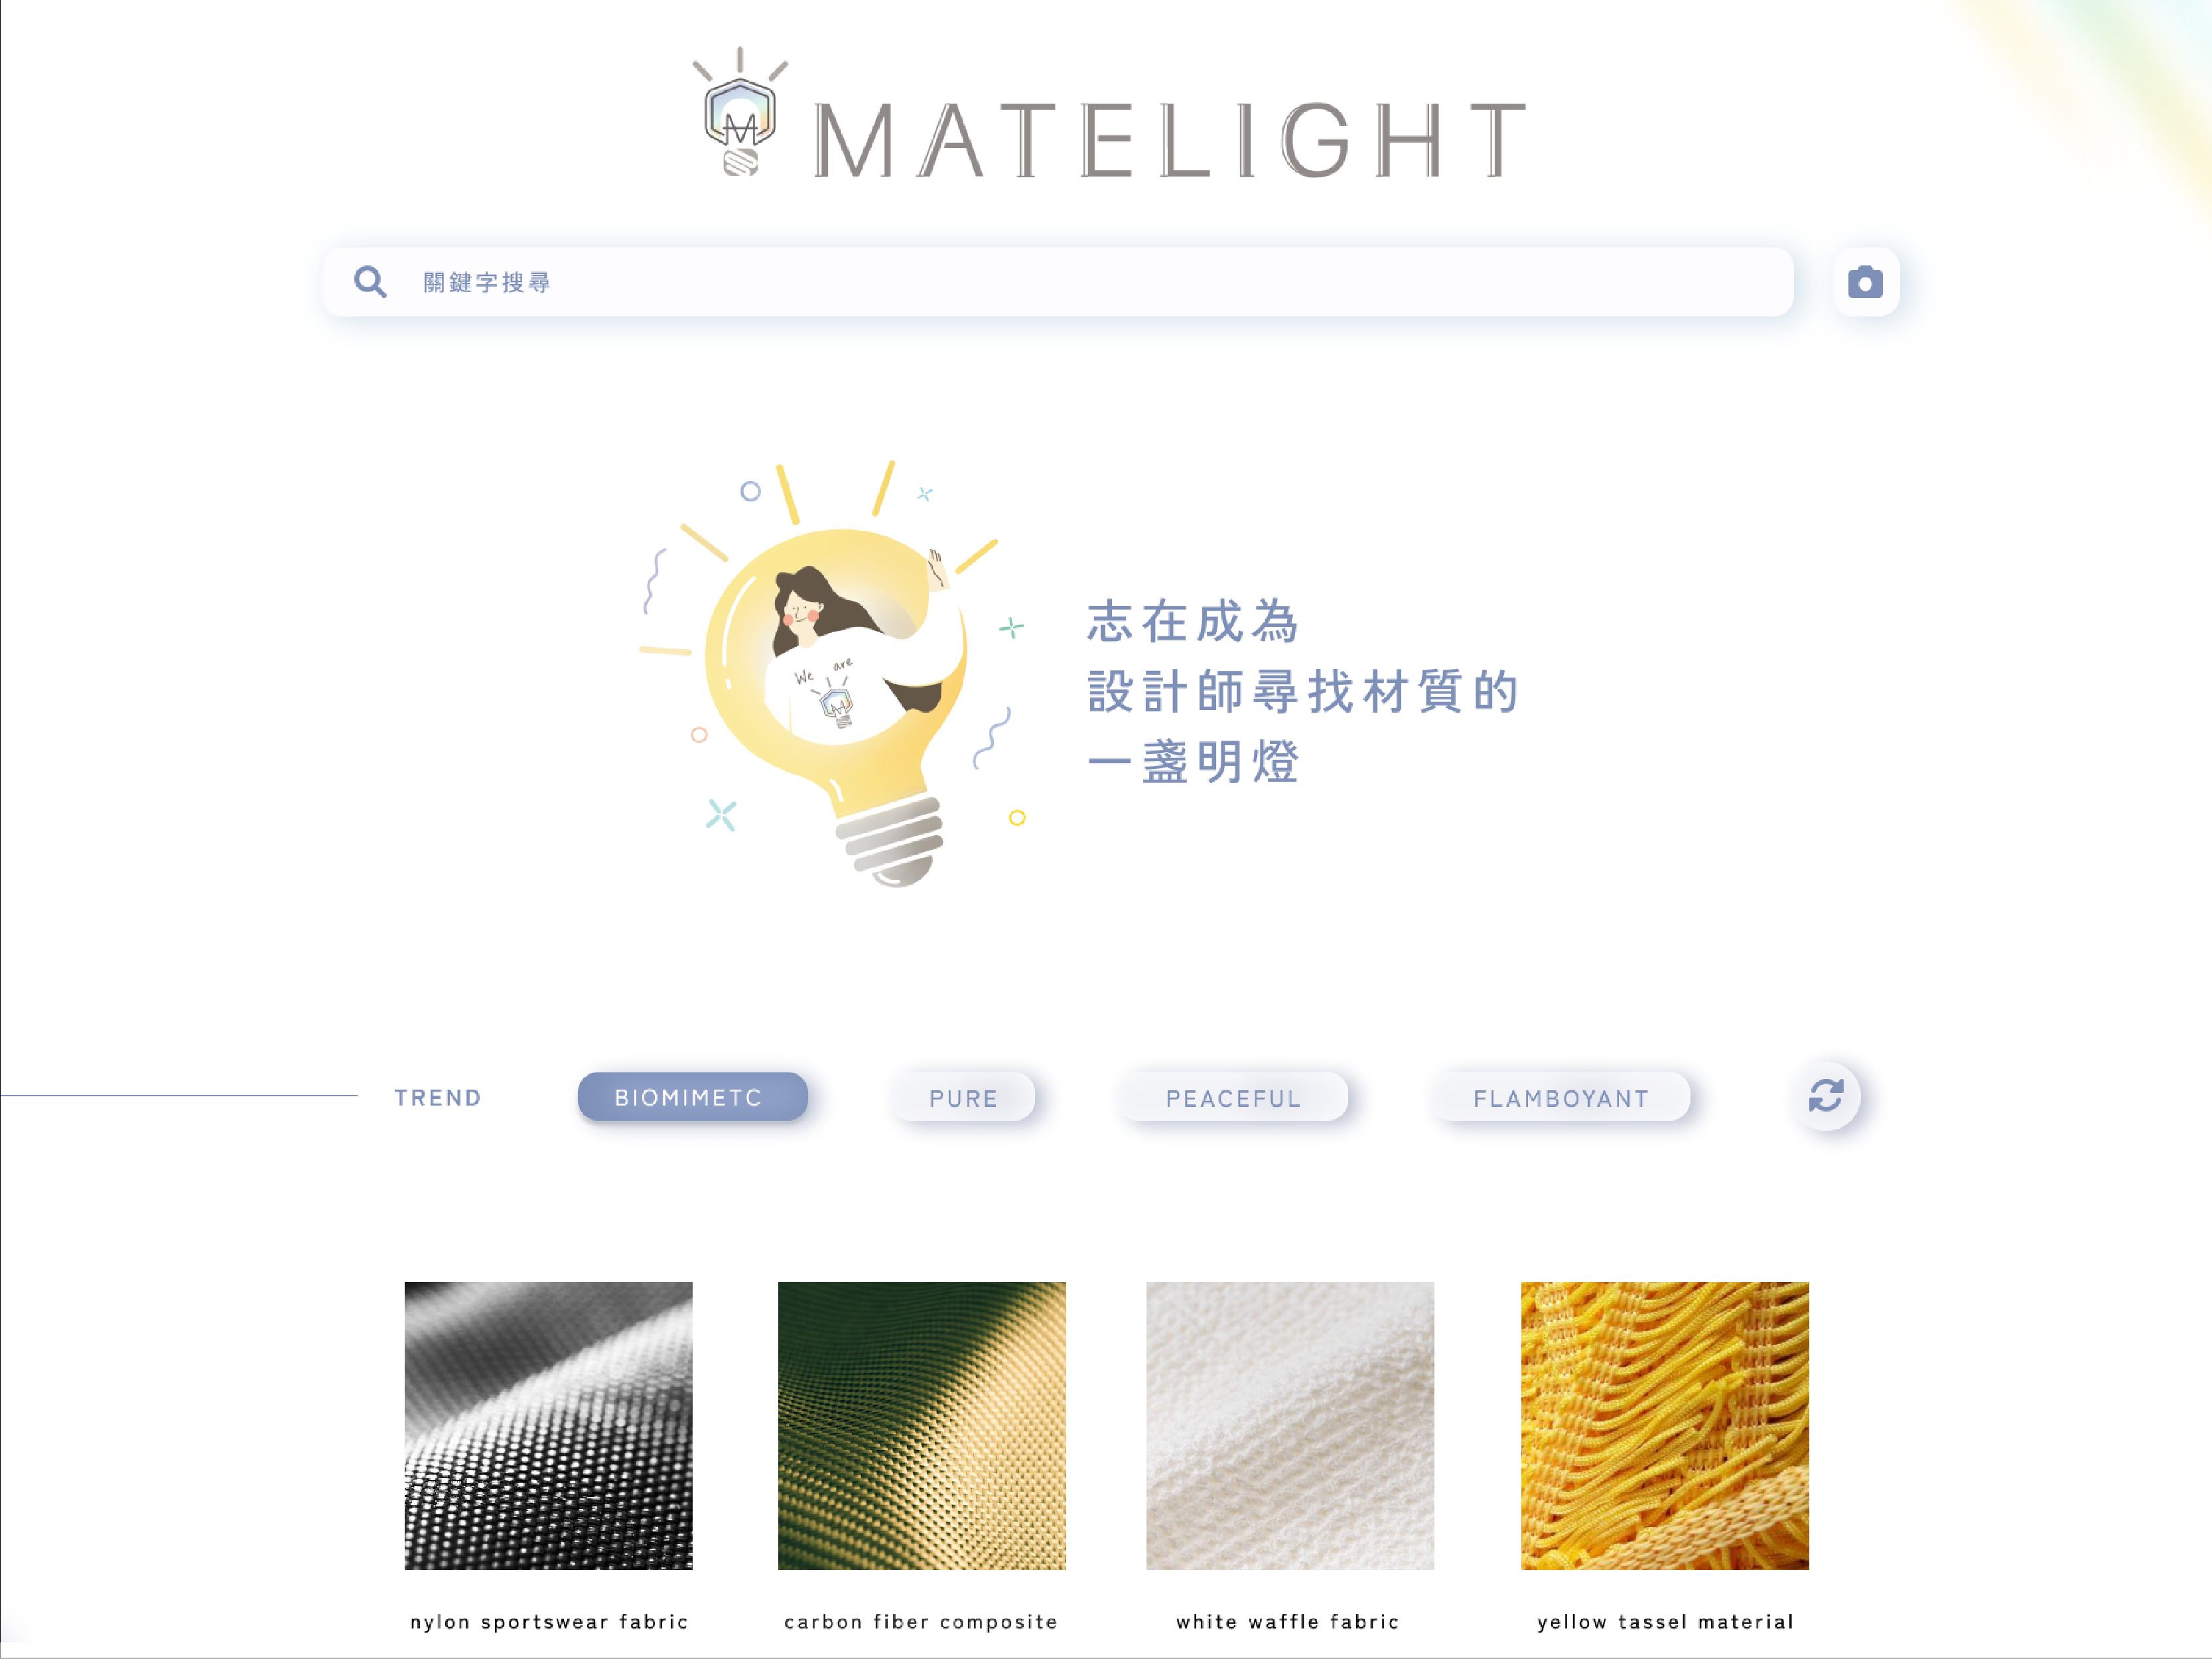 MATELIGHT
關鍵字搜尋
We are
志在成為
設計師尋找材質的
一盞明燈
TREND
BIOMIMETC
PURE
PEACEFUL
FLAMBOYANT
nylon sportswear fabric
carbon fiber composite
white waffle fabric
yellow tassel material